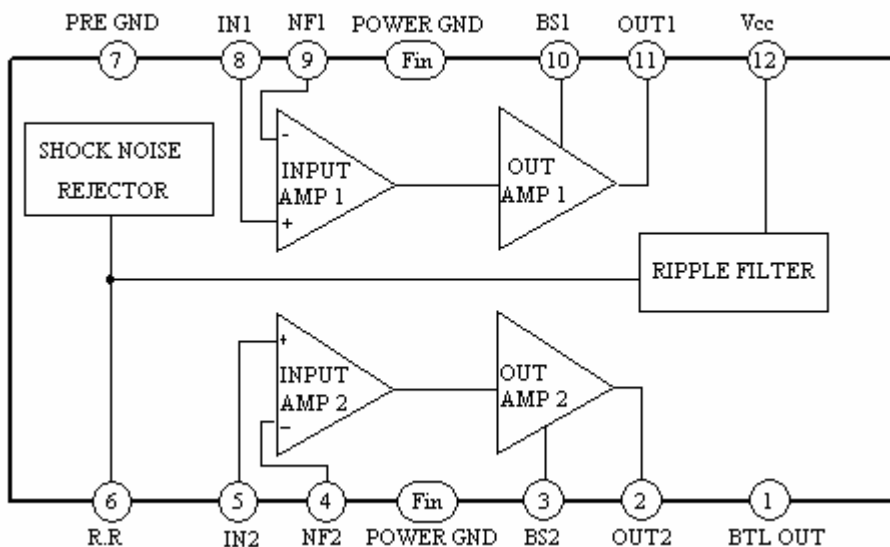 PRE GND IN1 NF1 POWER GND BS1 OUT1 Vcc
7 8 9 Fin 10 11 12
SHOCK NOISE
REJECTOR
-
INPUT
AMP 1
+
OUT
AMP 1
RIPPLE FILTER
+
INPUT
AMP 2
-
OUT
AMP 2
6 5 4 Fin 3 2 1
R.R IN2 NF2 POWER GND BS2 OUT2 BTL OUT